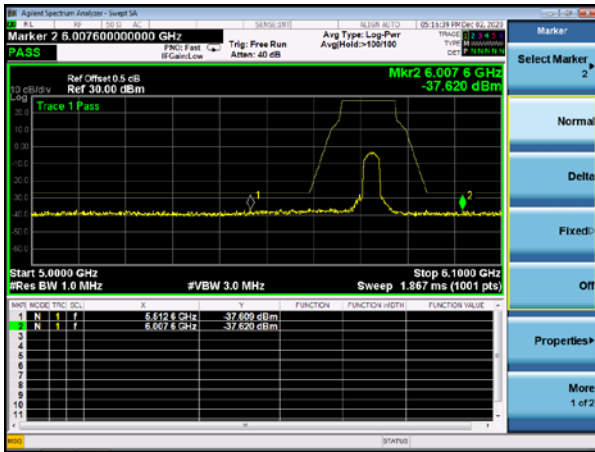 Agilent Spectrum Analyzer - Swept SA
RL RF 50 Ω AC SENSE:INT ALIGN AUTO 05:15:39 PM Dec 02, 2023
Marker 2 6.007600000000 GHz
PNO: Fast
IFGain:Low
Trig: Free Run
Atten: 40 dB
Avg Type: Log-Pwr
Avg|Hold:>100/100
TRACE 1 2 3 4 5 6
TYPE M
DET P N N N N N
PASS
Mkr2 6.007 6 GHz
-37.620 dBm
Ref Offset 0.5 dB
Ref 30.00 dBm
10 dB/div
Log
Trace 1 Pass
20.0
10.0
0.00
-10.0
-20.0
-30.0
-40.0
-50.0
-60.0
1
2
Start 5.0000 GHz
Stop 6.1000 GHz
#Res BW 1.0 MHz
#VBW 3.0 MHz
Sweep 1.867 ms (1001 pts)
MKR MODE TRC SCL X Y FUNCTION FUNCTION WIDTH FUNCTION VALUE
1 N 1 f 5.512 6 GHz -37.609 dBm
2 N 1 f 6.007 6 GHz -37.620 dBm
3
4
5
6
7
8
9
10
11
MSG
STATUS
Marker
Select Marker
2
Normal
Delta
Fixed
Off
Properties
More
1 of 2